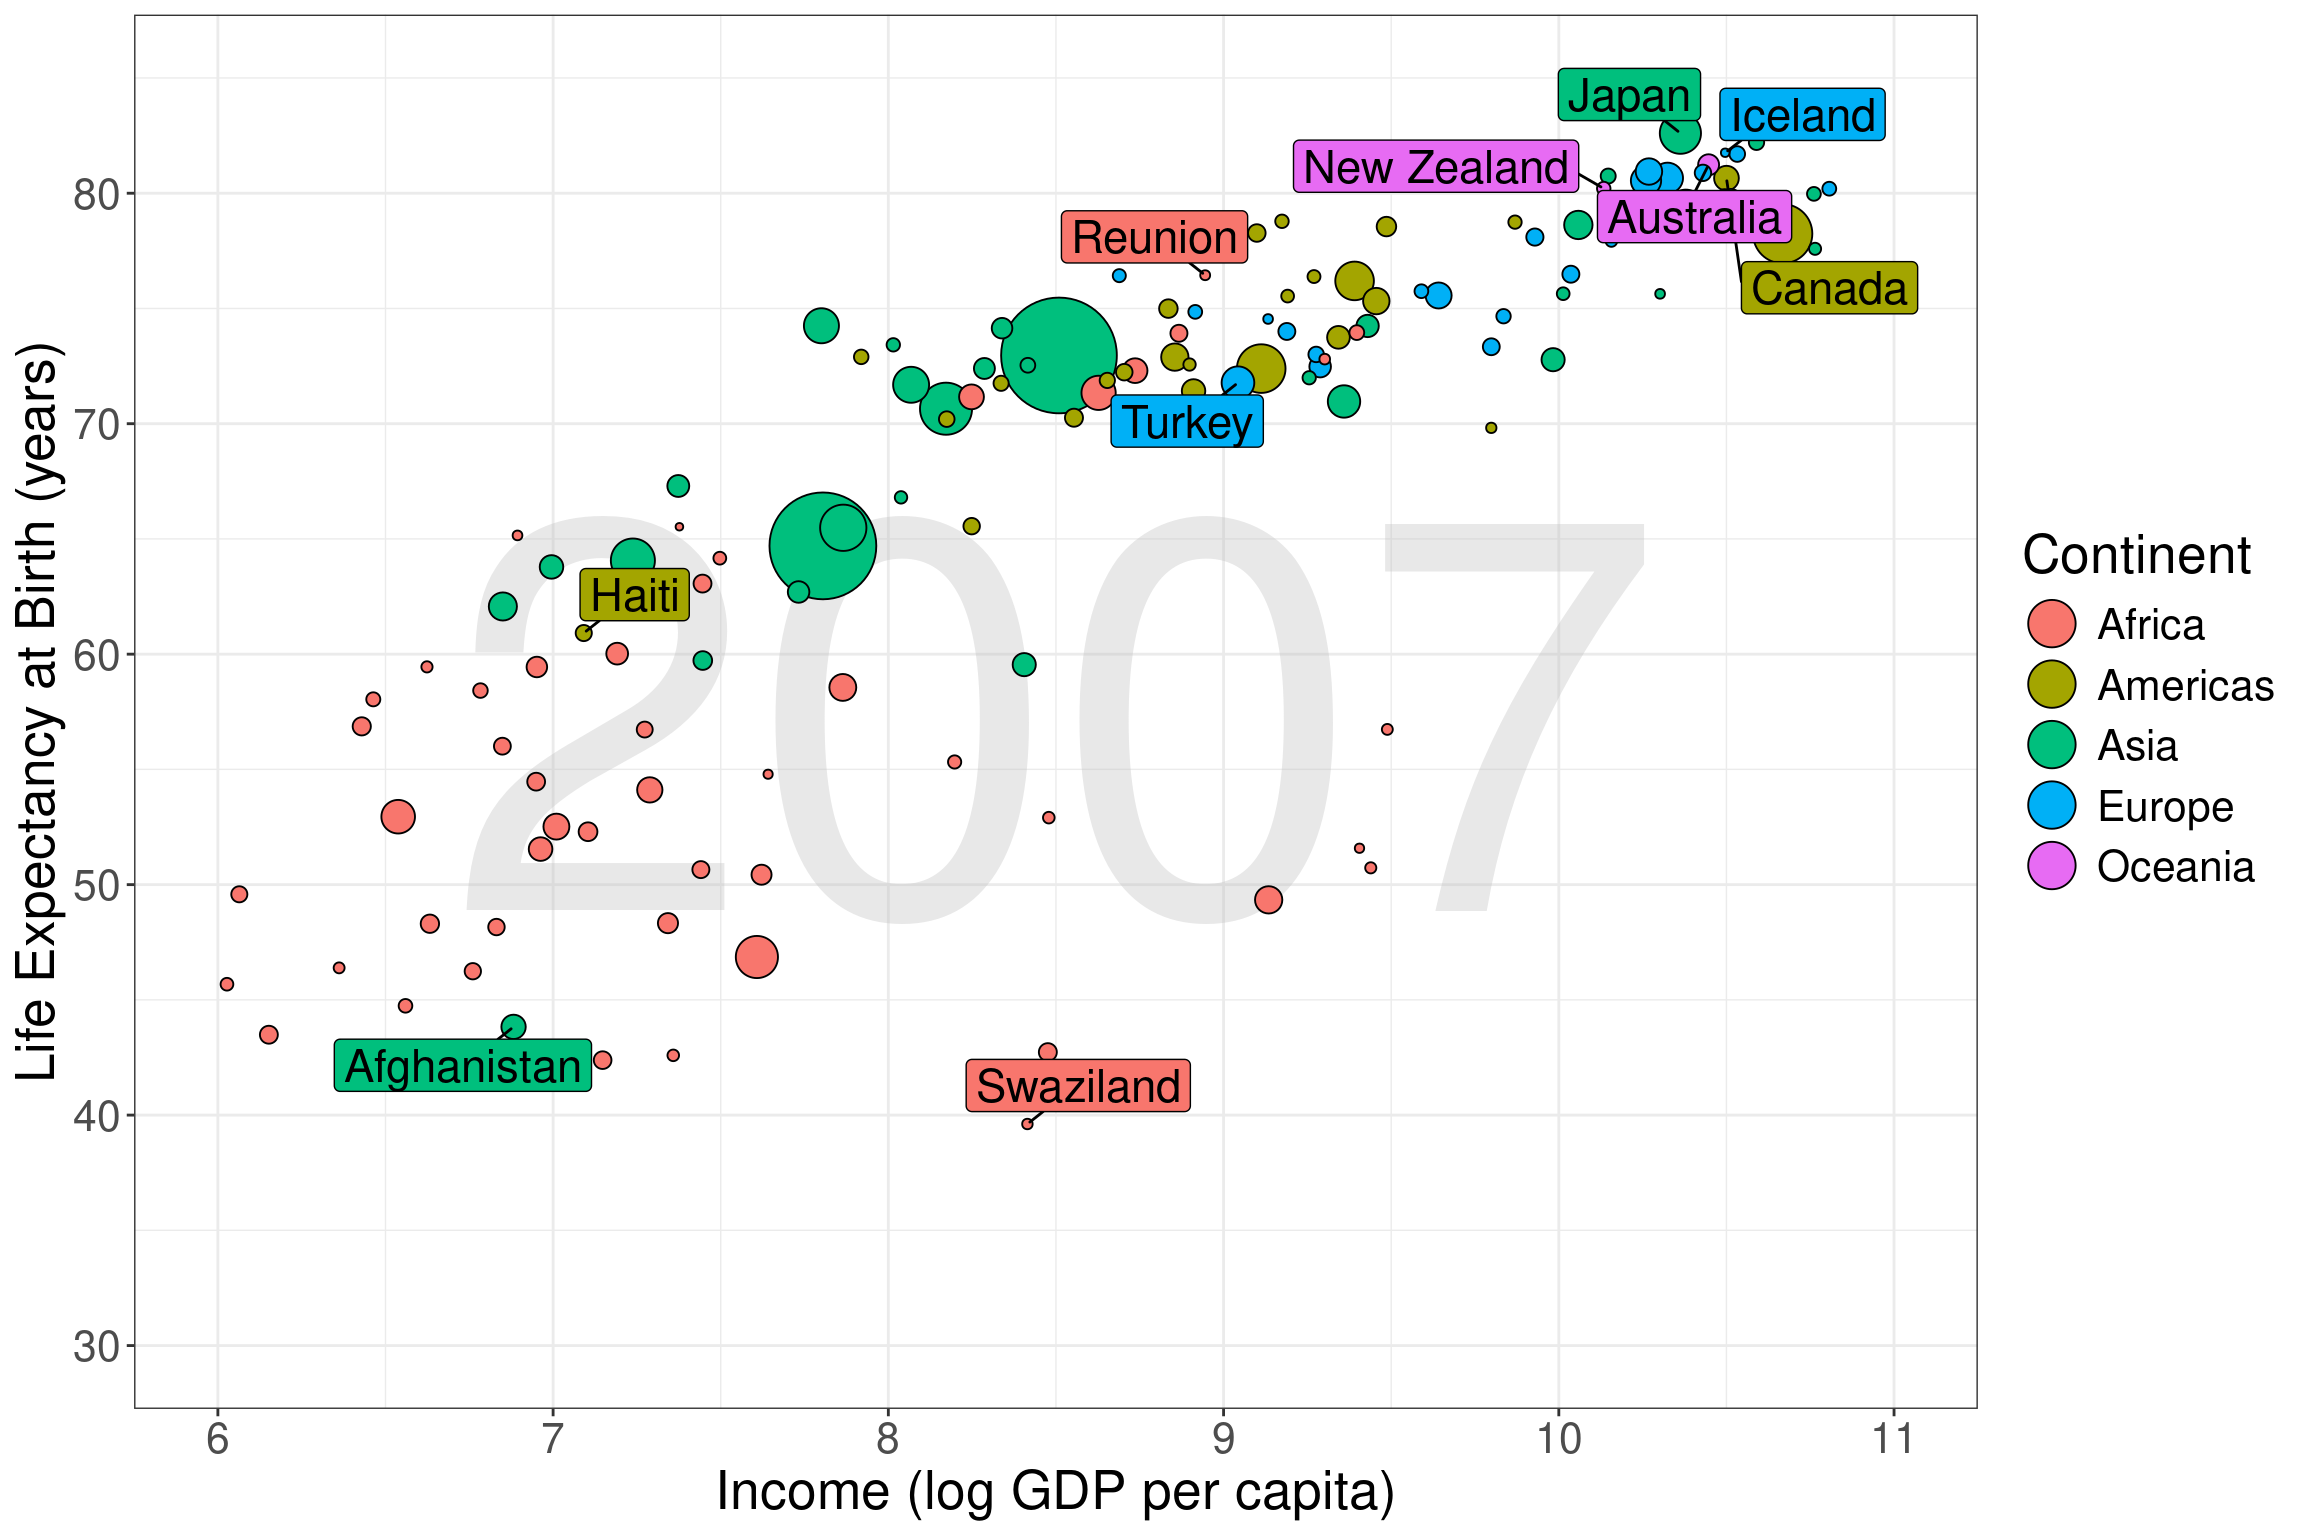 Japan
Iceland
New Zealand
Reunion
Australia
Canada
Turkey
Haiti
Afghanistan
Swaziland
2007
80
70
60
50
40
30
Life Expectancy at Birth (years)
6 7 8 9 10 11
Income (log GDP per capita)
Continent
Africa
Americas
Asia
Europe
Oceania